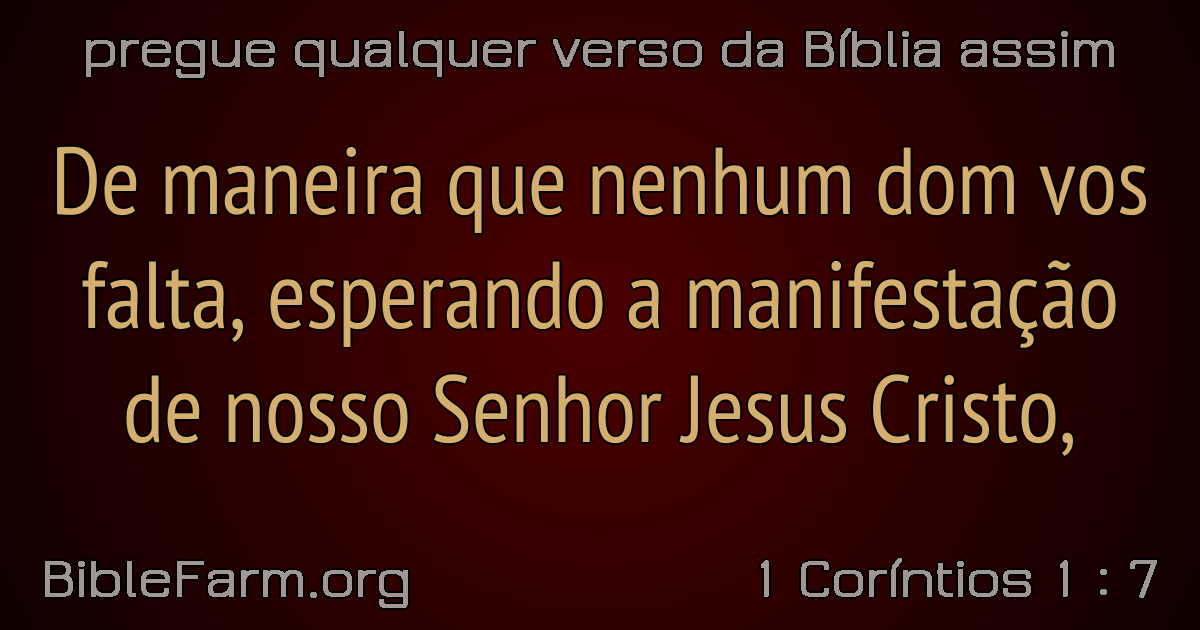 pregue qualquer verso da Bíblia assim
De maneira que nenhum dom vos
falta, esperando a manifestação
de nosso Senhor Jesus Cristo,
BibleFarm.org
1 Coríntios 1 : 7